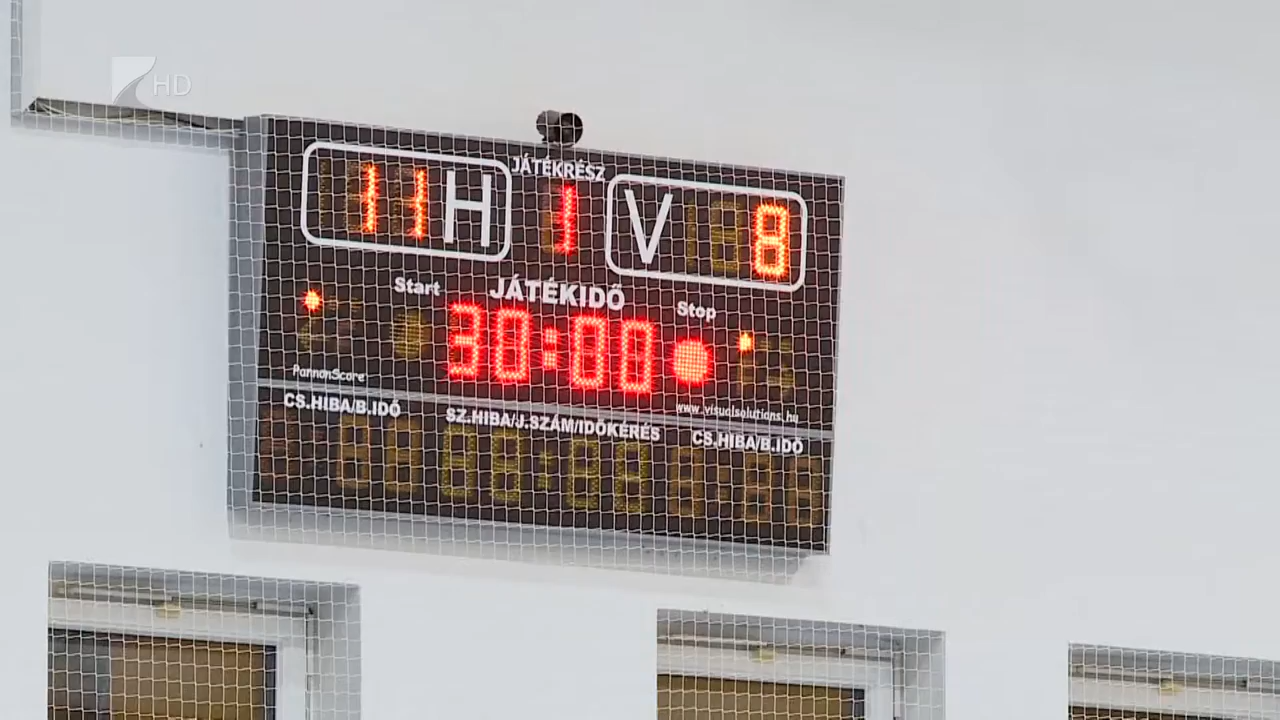 HD
JÁTÉKRÉSZ
11 H 1 V 8
Start JÁTÉKIDŐ Stop
30:00
PannonScore
www.visualsolutions.hu
CS.HIBA/B.IDŐ SZ.HIBA/J.SZÁM/IDŐKÉRÉS CS.HIBA/B.IDŐ